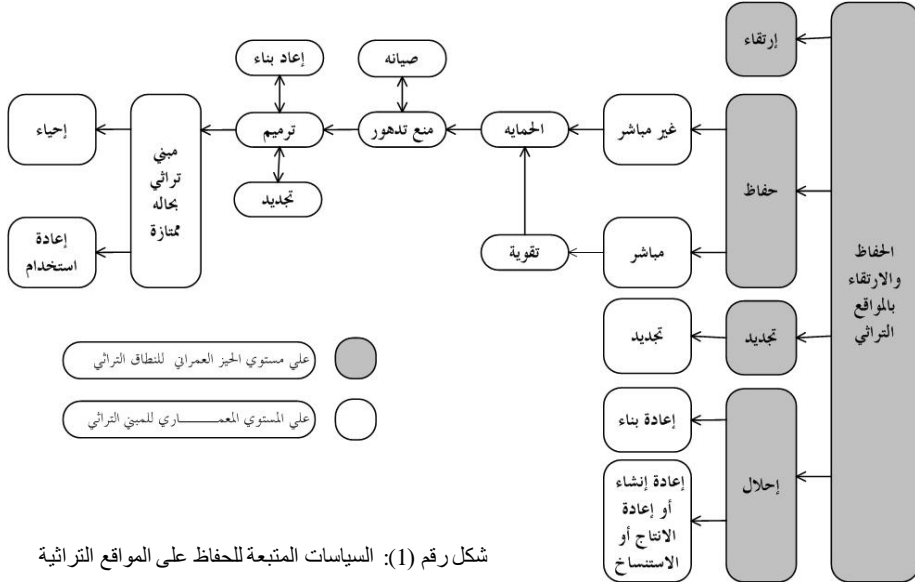 الحفاظ
والارتقاء
بالمواقع
التراثي
إرتقاء
حفاظ
تجديد
إحلال
غير مباشر
مباشر
تجديد
إعادة بناء
إعادة إنشاء
أو إعادة
الانتاج أو
الاستنساخ
الحمايه
تقوية
صيانه
منع تدهور
إعاد بناء
ترميم
تجديد
مبني
تراثي
بحاله
ممتازة
إحياء
إعادة
استخدام
علي مستوي الحيز العمراني للنطاق التراثي
علي المستوي المعمـــــــاري للمبني التراثي
شكل رقم (1): السياسات المتبعة للحفاظ على المواقع التراثية